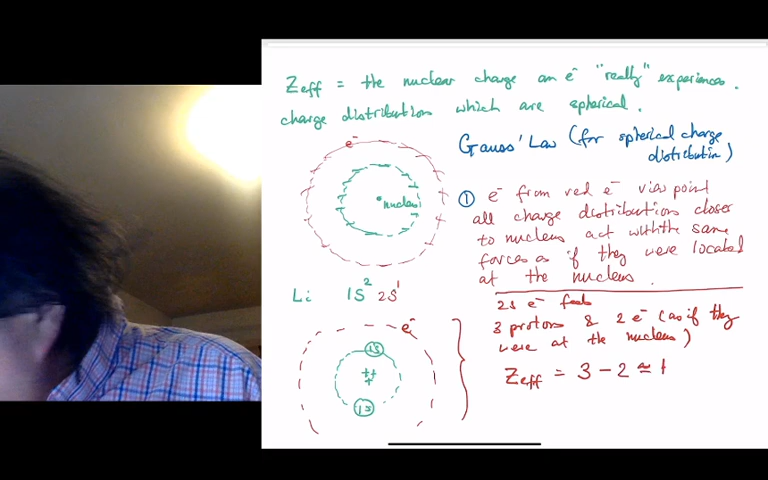 Zeff = the nuclear charge an e⁻ "really" experiences.
charge distributions which are spherical.
Gauss' Law (for spherical charge
distribution)
e⁻
nucleus
① e⁻ from red e⁻ view point
all charge distributions closer
to nucleus act with the same
forces as if they were located
at the nucleus.
Li 1S² 2S¹
2s e⁻ feels
3 protons & 2 e⁻ (as if they
were at the nucleus)
Zeff = 3 - 2 ≃ 1
e⁻
1s
++
+
1s